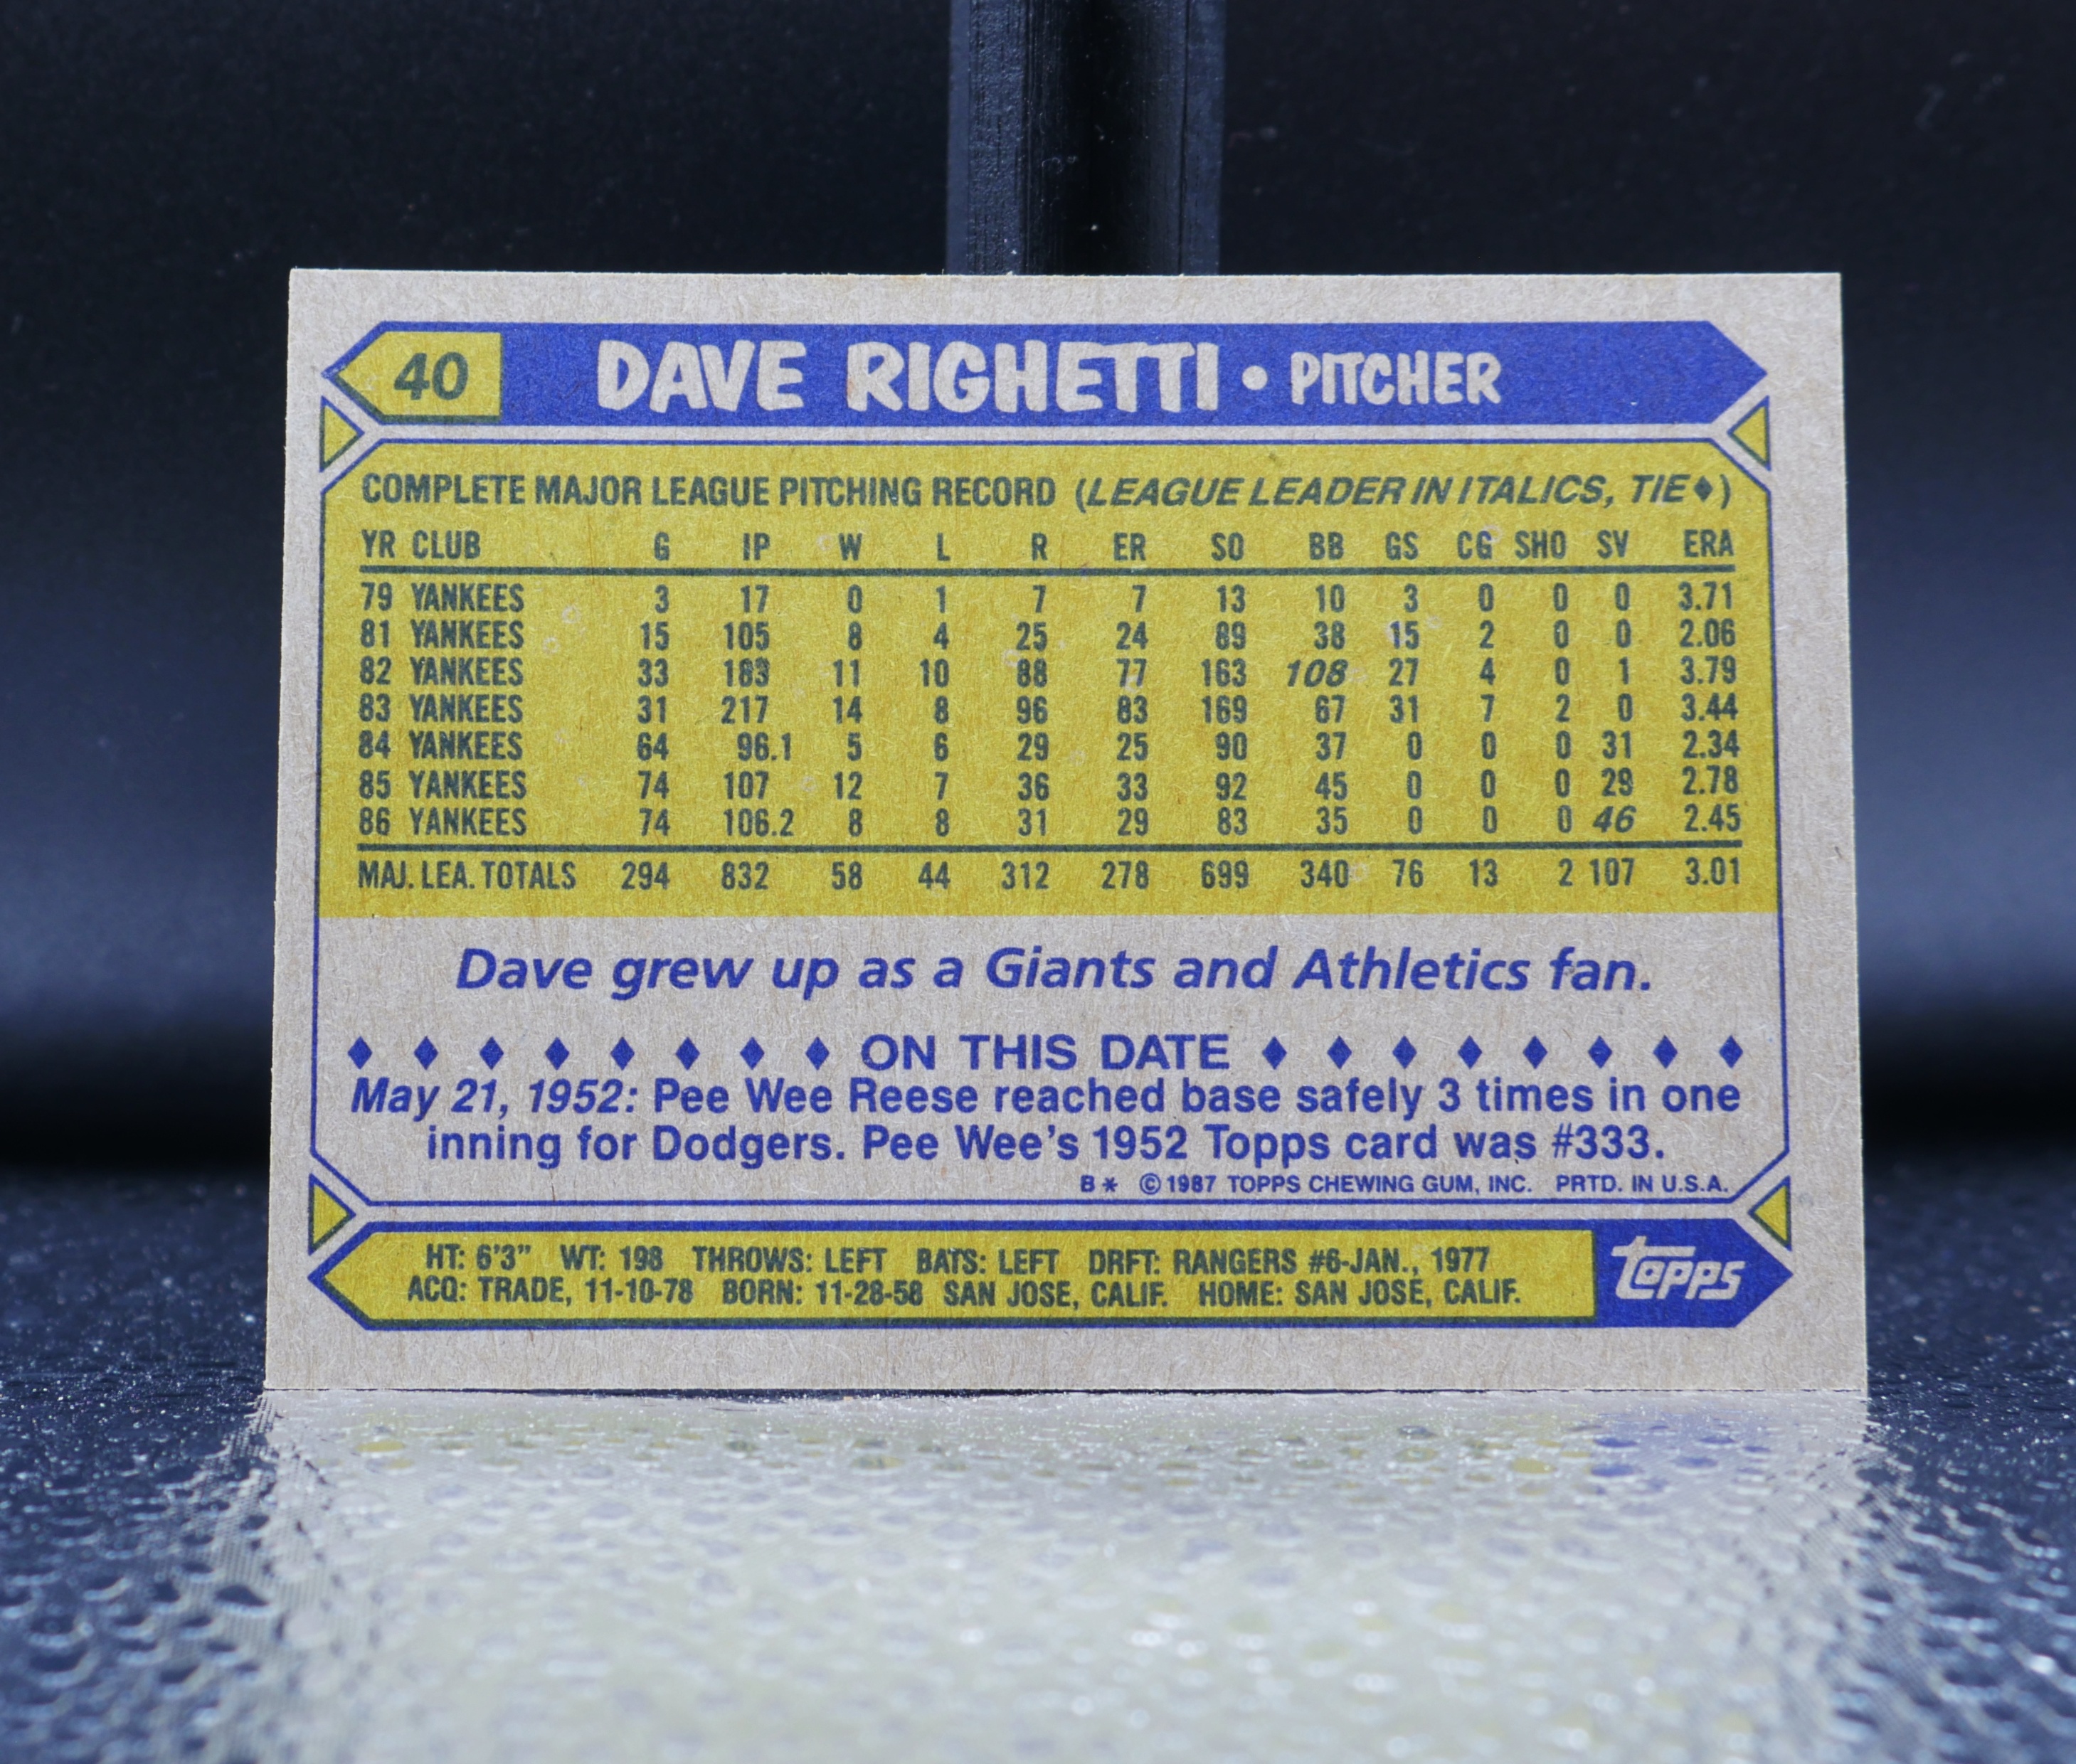 40 DAVE RIGHETTI • PITCHER
COMPLETE MAJOR LEAGUE PITCHING RECORD (LEAGUE LEADER IN ITALICS, TIE♦)
YR CLUB G IP W L R ER SO BB GS CG SHO SV ERA
79 YANKEES 3 17 0 1 7 7 13 10 3 0 0 0 3.71
81 YANKEES 15 105 8 4 25 24 89 38 15 2 0 0 2.06
82 YANKEES 33 183 11 10 88 77 163 108 27 4 0 1 3.79
83 YANKEES 31 217 14 8 96 83 169 67 31 7 2 0 3.44
84 YANKEES 64 96.1 5 6 29 25 90 37 0 0 0 31 2.34
85 YANKEES 74 107 12 7 36 33 92 45 0 0 0 29 2.78
86 YANKEES 74 106.2 8 8 31 29 83 35 0 0 0 46 2.45
MAJ. LEA. TOTALS 294 832 58 44 312 278 699 340 76 13 2 107 3.01
Dave grew up as a Giants and Athletics fan.
♦ ♦ ♦ ♦ ♦ ♦ ♦ ♦ ON THIS DATE ♦ ♦ ♦ ♦ ♦ ♦ ♦ ♦
May 21, 1952: Pee Wee Reese reached base safely 3 times in one
inning for Dodgers. Pee Wee's 1952 Topps card was #333.
B* © 1987 TOPPS CHEWING GUM, INC. PRTD. IN U.S.A.
HT: 6'3" WT: 198 THROWS: LEFT BATS: LEFT DRFT: RANGERS #6-JAN., 1977
ACQ: TRADE, 11-10-78 BORN: 11-28-58 SAN JOSE, CALIF. HOME: SAN JOSE, CALIF.
topps